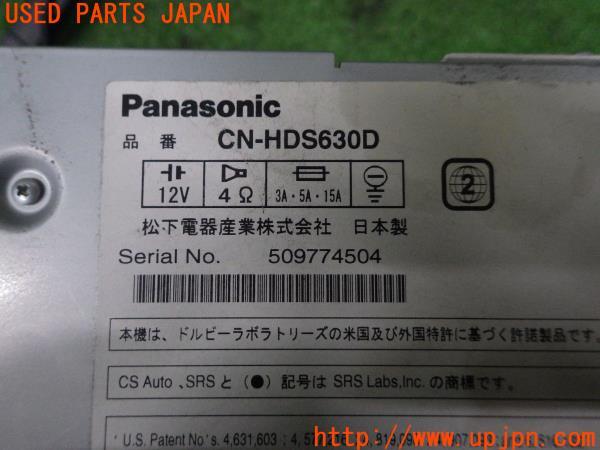 USED PARTS JAPAN
Panasonic
品 番 CN-HDS630D
12V 4Ω 3A・5A・15A 2
松下電器産業株式会社 日本製
Serial No. 509774504
本機は、ドルビーラボラトリーズの米国及び外国特許に基づく許諾製品です。
CS Auto 、SRS と (●) 記号は SRS Labs,Inc. の商標です。
U.S. Patent No's. 4,631,603 ;
http://www.upjpn.com